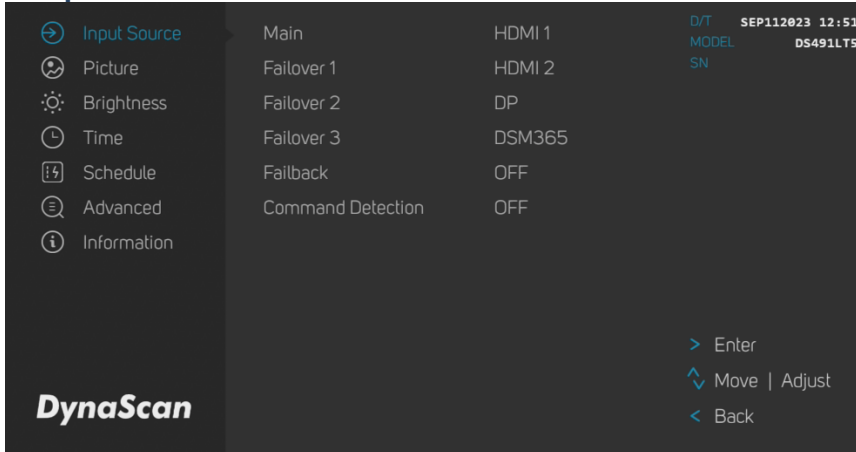 Input Source
Picture
Brightness
Time
Schedule
Advanced
Information
DynaScan
Main HDMI 1
Failover 1 HDMI 2
Failover 2 DP
Failover 3 DSM365
Failback OFF
Command Detection OFF
D/T SEP112023 12:51
MODEL DS491LT5
SN
> Enter
Move | Adjust
< Back